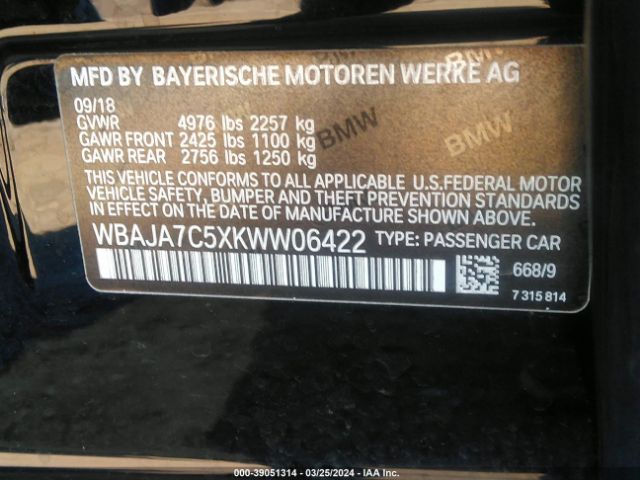 MFD BY BAYERISCHE MOTOREN WERKE AG
BMW
09/18
GVWR 4976 lbs 2257 kg
GAWR FRONT 2425 lbs 1100 kg
GAWR REAR 2756 lbs 1250 kg
BMW
BMW
BMW
THIS VEHICLE CONFORMS TO ALL APPLICABLE U.S.FEDERAL MOTOR
VEHICLE SAFETY, BUMPER AND THEFT PREVENTION STANDARDS IN
EFFECT ON THE DATE OF MANUFACTURE SHOWN ABOVE.
WBAJA7C5XKWW06422 TYPE: PASSENGER CAR
668/9
7 315 814
000-39051314 - 03/25/2024 - IAA Inc.